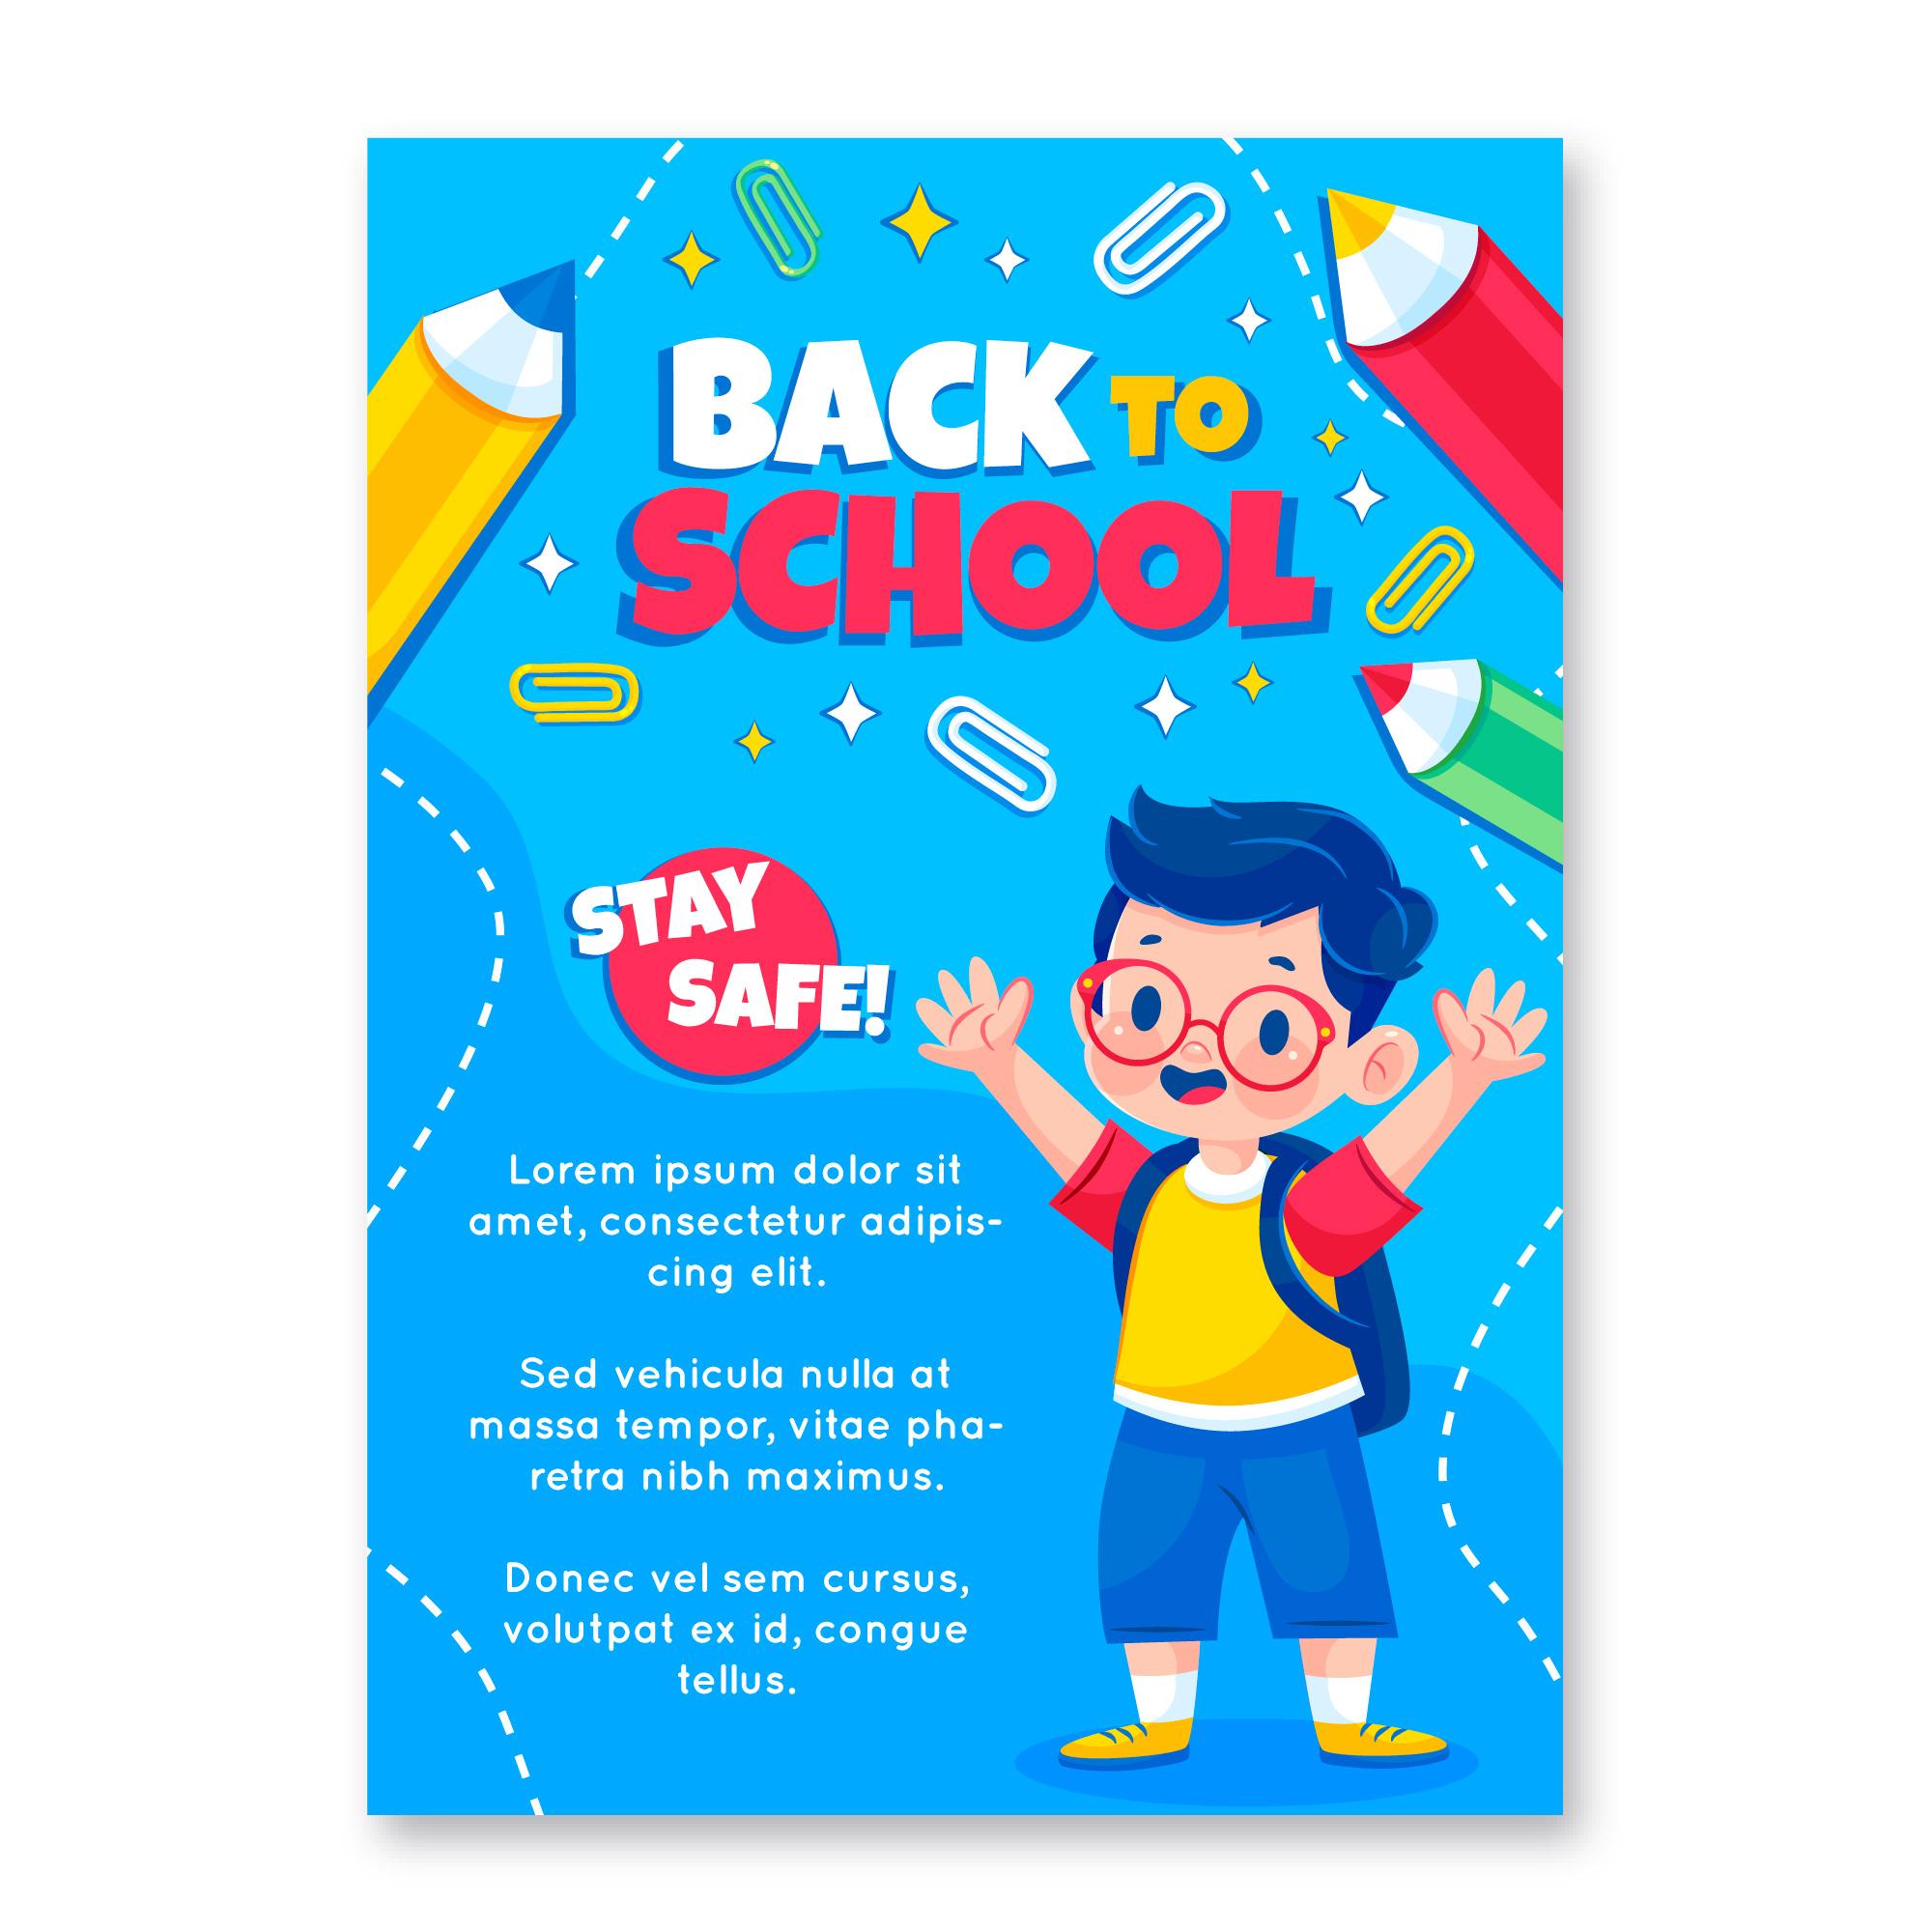 BACK TO
SCHOOL
STAY
SAFE!
Lorem ipsum dolor sit
amet, consectetur adipis-
cing elit.
Sed vehicula nulla at
massa tempor, vitae pha-
retra nibh maximus.
Donec vel sem cursus,
volutpat ex id, congue
tellus.